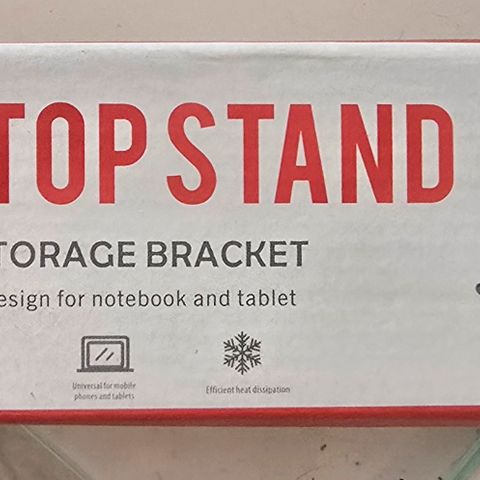 TOP STAND
TORAGE BRACKET
esign for notebook and tablet
Universal for mobile
phones and tablets
Efficient heat dissipation